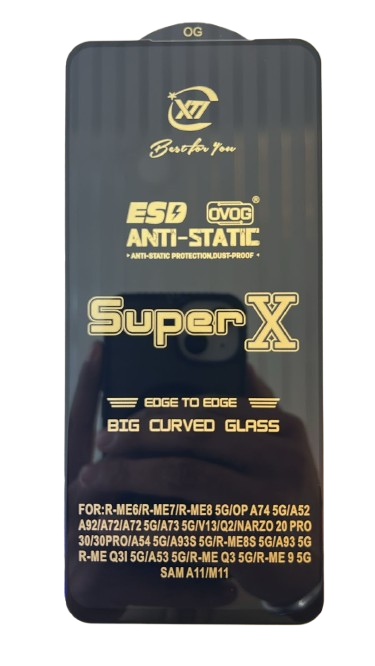 OG
XTI
Best for You
ESD OVOG®
ANTI-STATIC
ANTI-STATIC PROTECTION,DUST-PROOF
Super X
EDGE TO EDGE
BIG CURVED GLASS
FOR:R-ME6/R-ME7/R-ME8 5G/OP A74 5G/A52
A92/A72/A72 5G/A73 5G/V13/Q2/NARZO 20 PRO
30/30PRO/A54 5G/A93S 5G/R-ME8S 5G/A93 5G
R-ME Q3I 5G/A53 5G/R-ME Q3 5G/R-ME 9 5G
SAM A11/M11